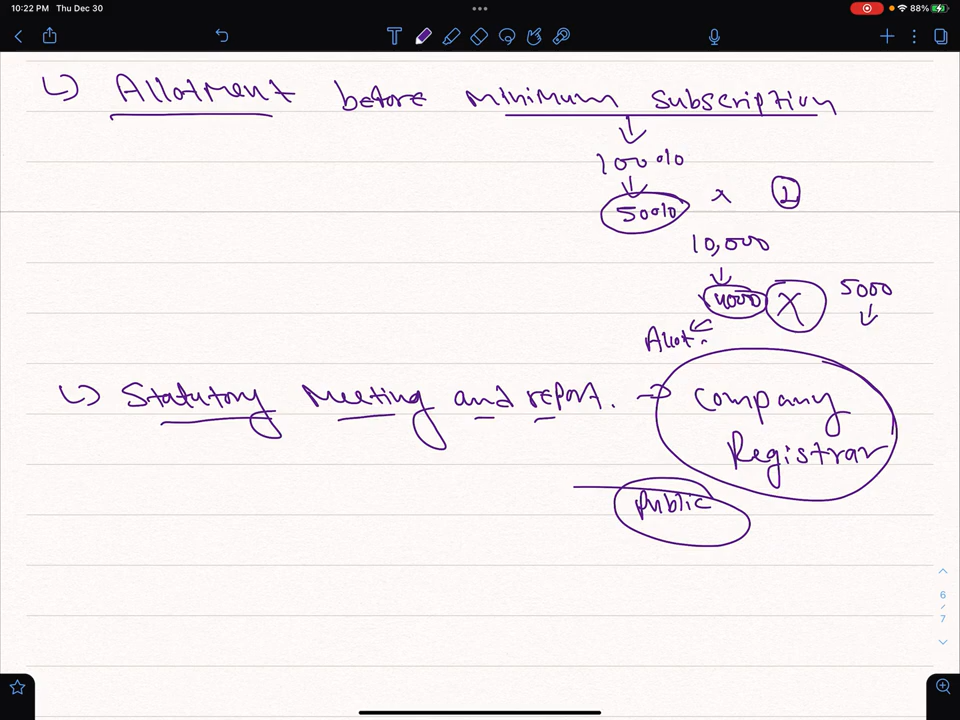 10:22 PM Thu Dec 30
88%
↳ Allotment before minimum subscription
↓
100%
↓
50% x 1
10,000
↓
4000 X 5000
↓
Allot.
↳ Statutory Meeting and report. → Company
Registrar
Public
6
/
7